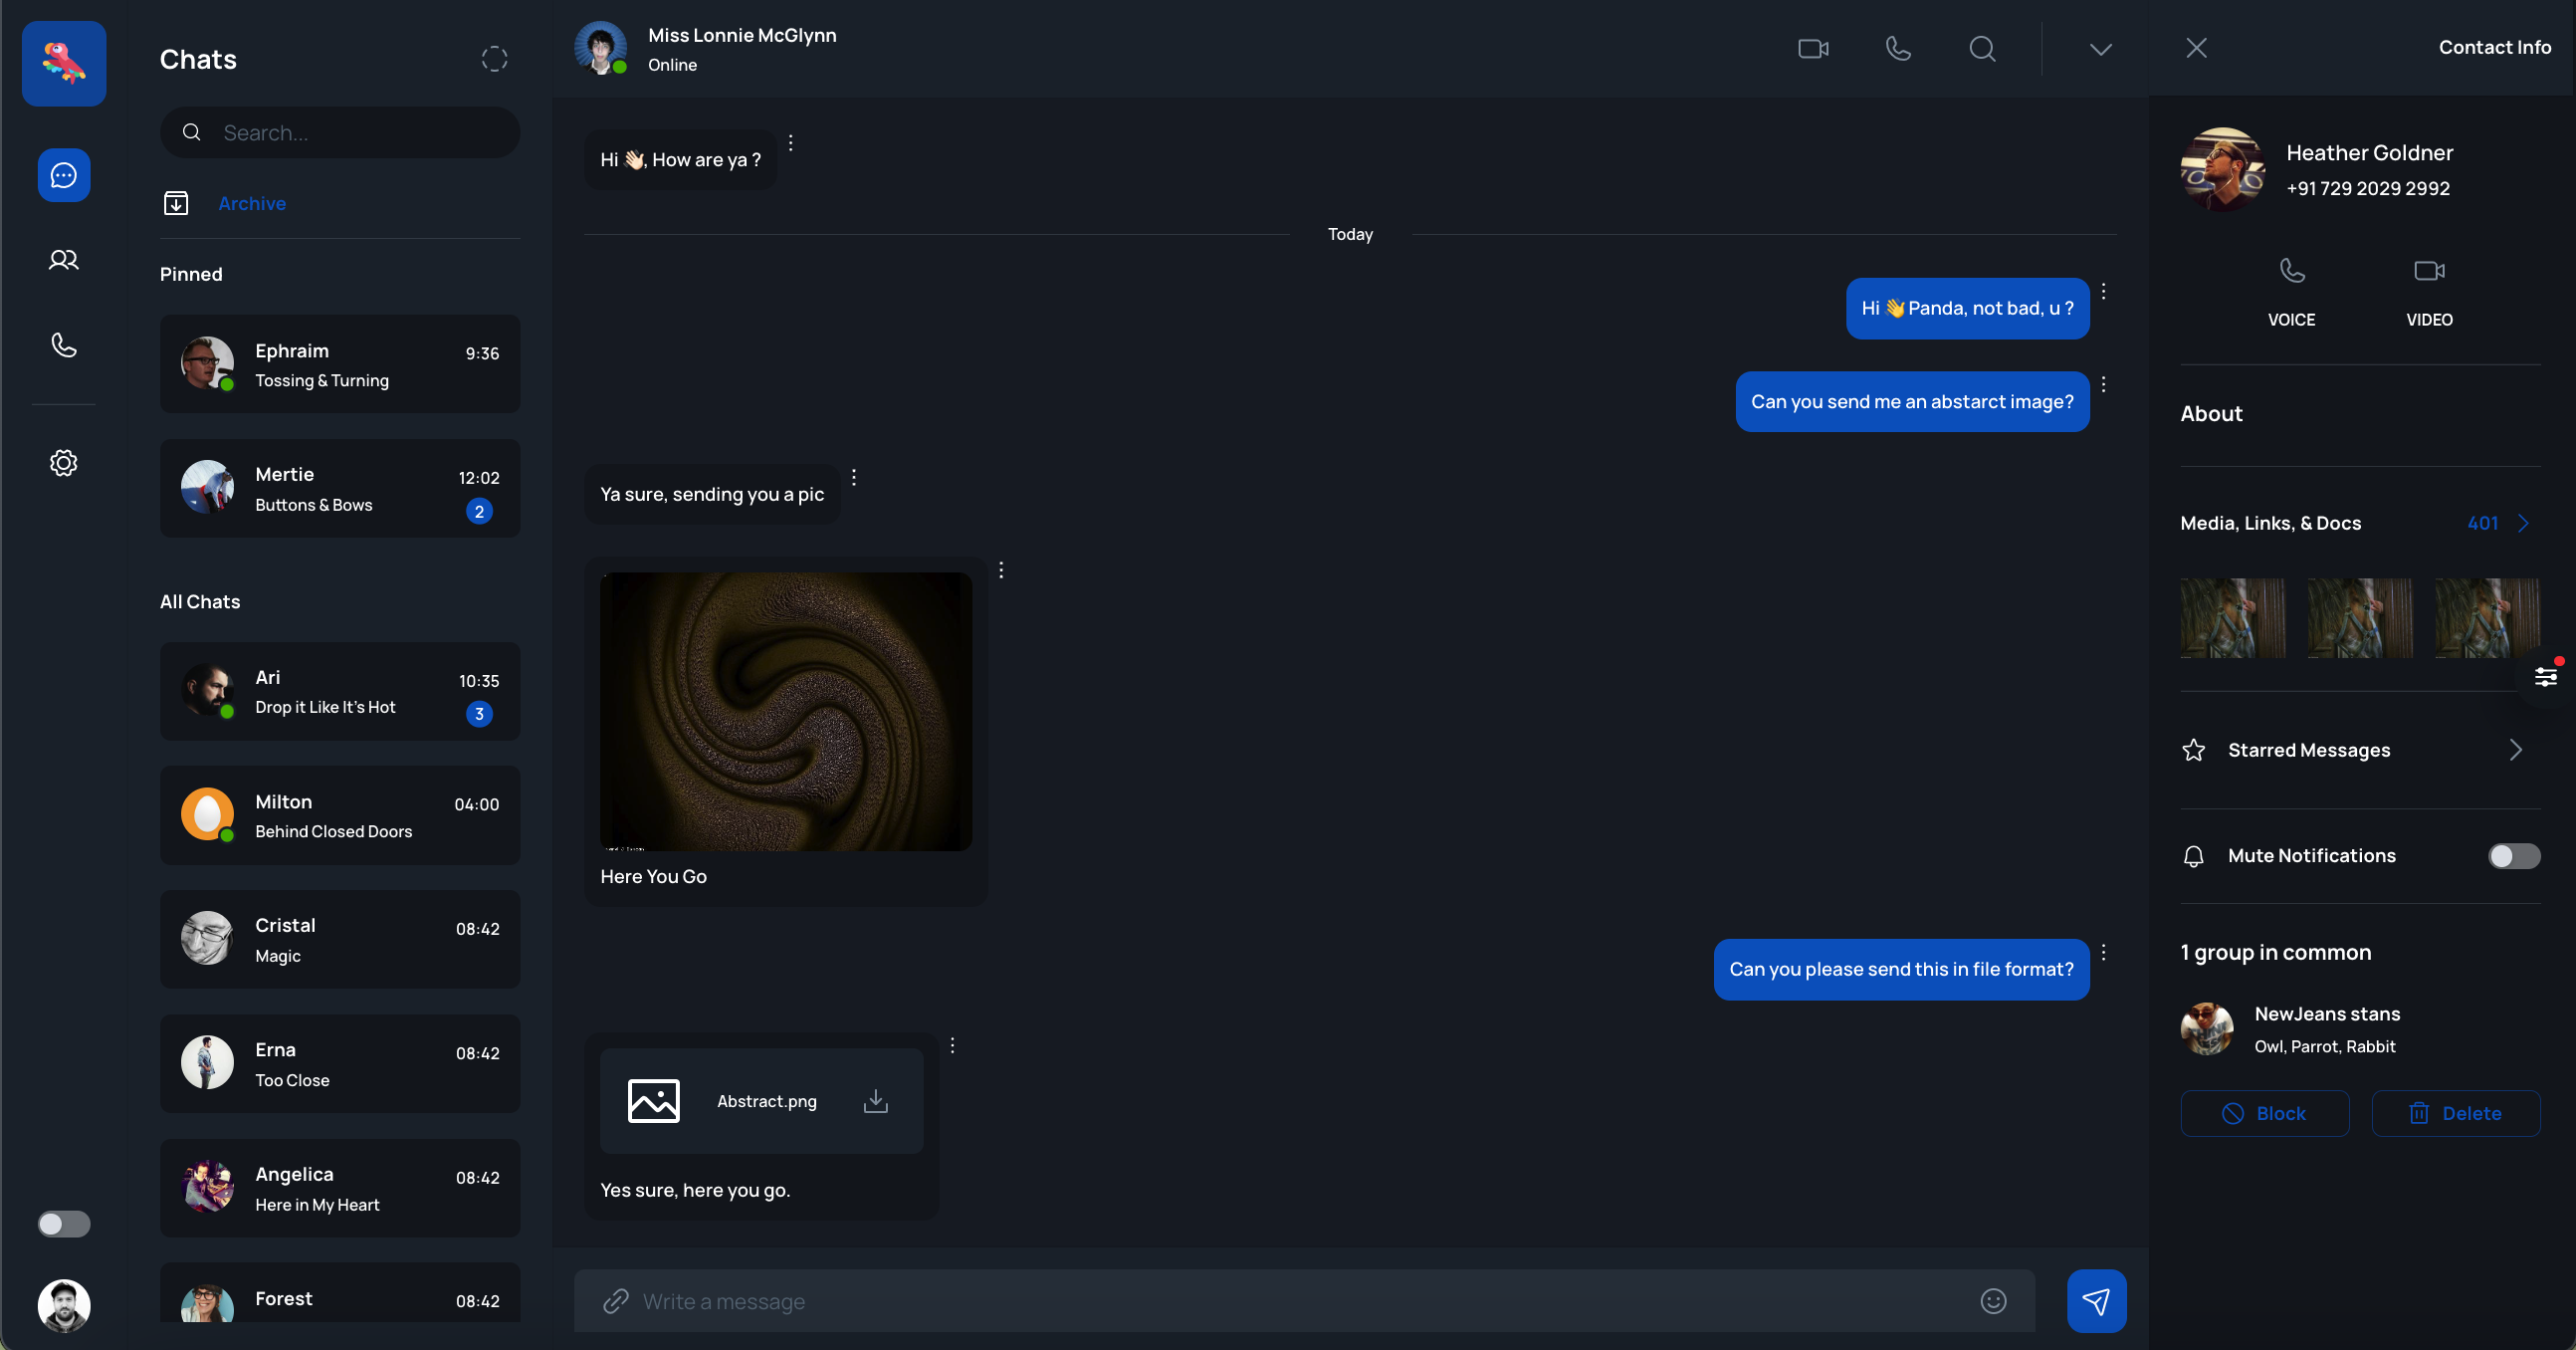 Chats
Search...
Archive
Pinned
Ephraim
9:36
Tossing & Turning
Mertie
12:02
Buttons & Bows
2
All Chats
Ari
10:35
Drop it Like It's Hot
3
Milton
04:00
Behind Closed Doors
Cristal
08:42
Magic
Erna
08:42
Too Close
Angelica
08:42
Here in My Heart
Forest
08:42
Miss Lonnie McGlynn
Online
Hi 👋🏻, How are ya ?
Today
Hi 👋 Panda, not bad, u ?
Can you send me an abstarct image?
Ya sure, sending you a pic
Here You Go
Can you please send this in file format?
Abstract.png
Yes sure, here you go.
Write a message
Contact Info
Heather Goldner
+91 729 2029 2992
VOICE
VIDEO
About
Media, Links, & Docs
401
Starred Messages
Mute Notifications
1 group in common
NewJeans stans
Owl, Parrot, Rabbit
Block
Delete